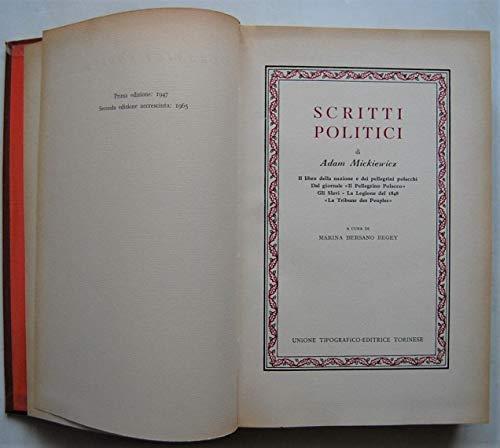 Prima edizione: 1947
Seconda edizione accresciuta: 1965
SCRITTI
POLITICI
di
Adam Mickiewicz
Il libro della nazione e dei pellegrini polacchi
Dal giornale «Il Pellegrino Polacco»
Gli Slavi - La Legione del 1848
«La Tribune des Peuples»
A CURA DI
MARINA BERSANO BEGEY
UNIONE TIPOGRAFICO-EDITRICE TORINESE